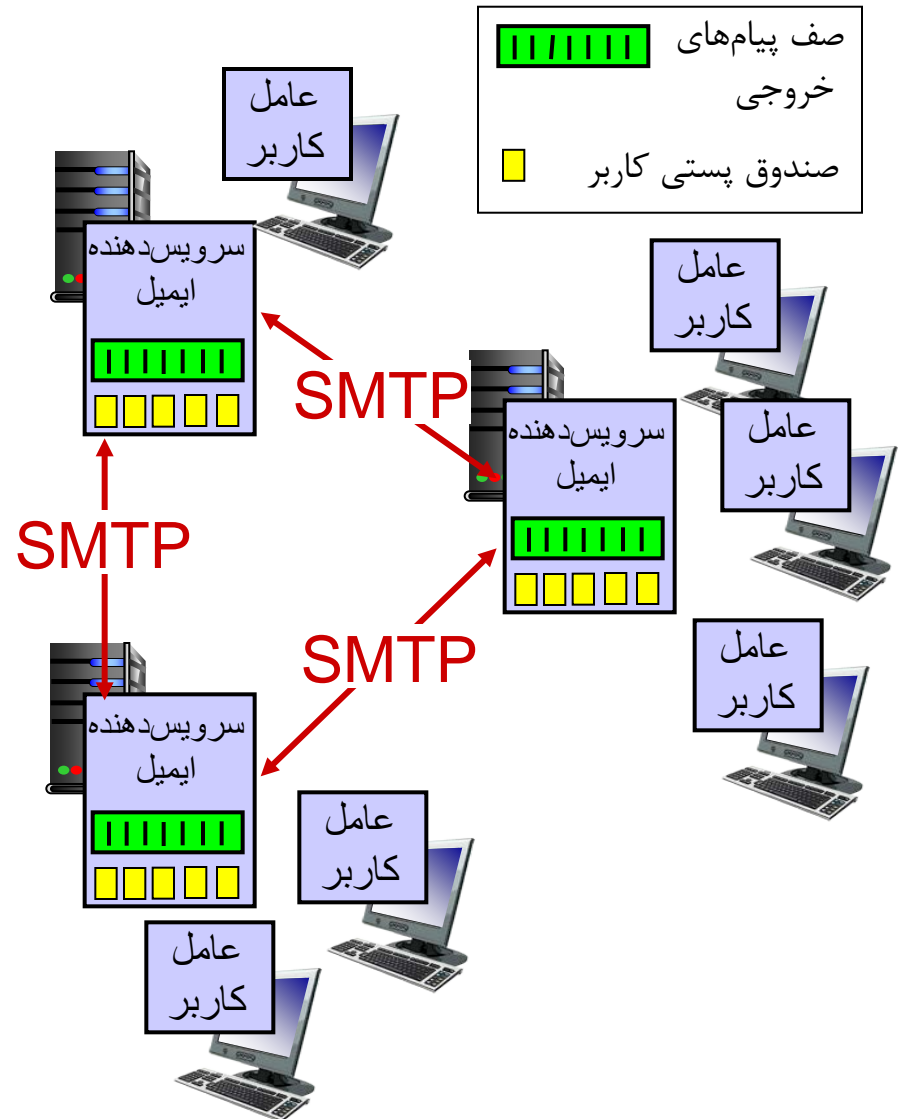 صف پیام‌های
خروجی
صندوق پستی کاربر
عامل
کاربر
سرویس‌دهنده
ایمیل
SMTP
عامل
کاربر
سرویس‌دهنده
ایمیل
عامل
کاربر
SMTP
SMTP
عامل
کاربر
سرویس‌دهنده
ایمیل
عامل
کاربر
عامل
کاربر